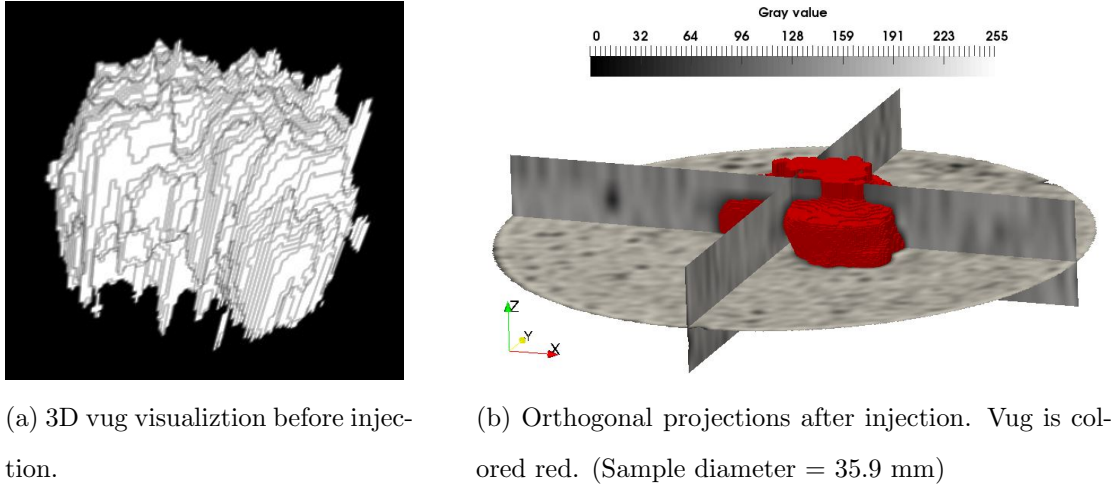 Gray value
0 32 64 96 128 159 191 223 255
Z
Y
X
(a) 3D vug visualiztion before injec-
tion.
(b) Orthogonal projections after injection. Vug is col-
ored red. (Sample diameter = 35.9 mm)